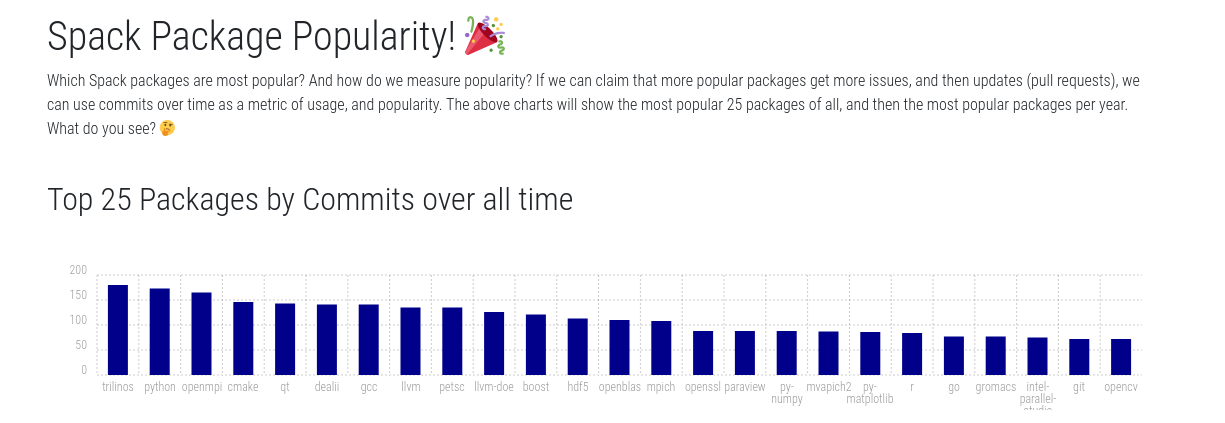 Spack Package Popularity! 🎉
Which Spack packages are most popular? And how do we measure popularity? If we can claim that more popular packages get more issues, and then updates (pull requests), we
can use commits over time as a metric of usage, and popularity. The above charts will show the most popular 25 packages of all, and then the most popular packages per year.
What do you see? 🤔
Top 25 Packages by Commits over all time
200
150
100
50
0
trilinos python openmpi cmake qt dealii gcc llvm petsc llvm-doe boost hdf5 openblas mpich openssl paraview py- mvapich2 py- r go gromacs intel- git opencv
numpy matplotlib parallel-
studio-